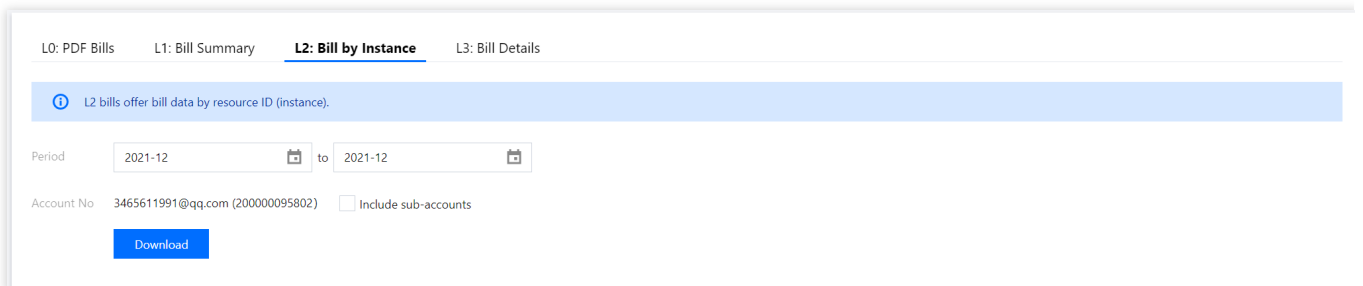 L0: PDF Bills L1: Bill Summary L2: Bill by Instance L3: Bill Details
L2 bills offer bill data by resource ID (instance).
Period 2021-12 to 2021-12
Account No 3465611991@qq.com (200000095802) Include sub-accounts
Download